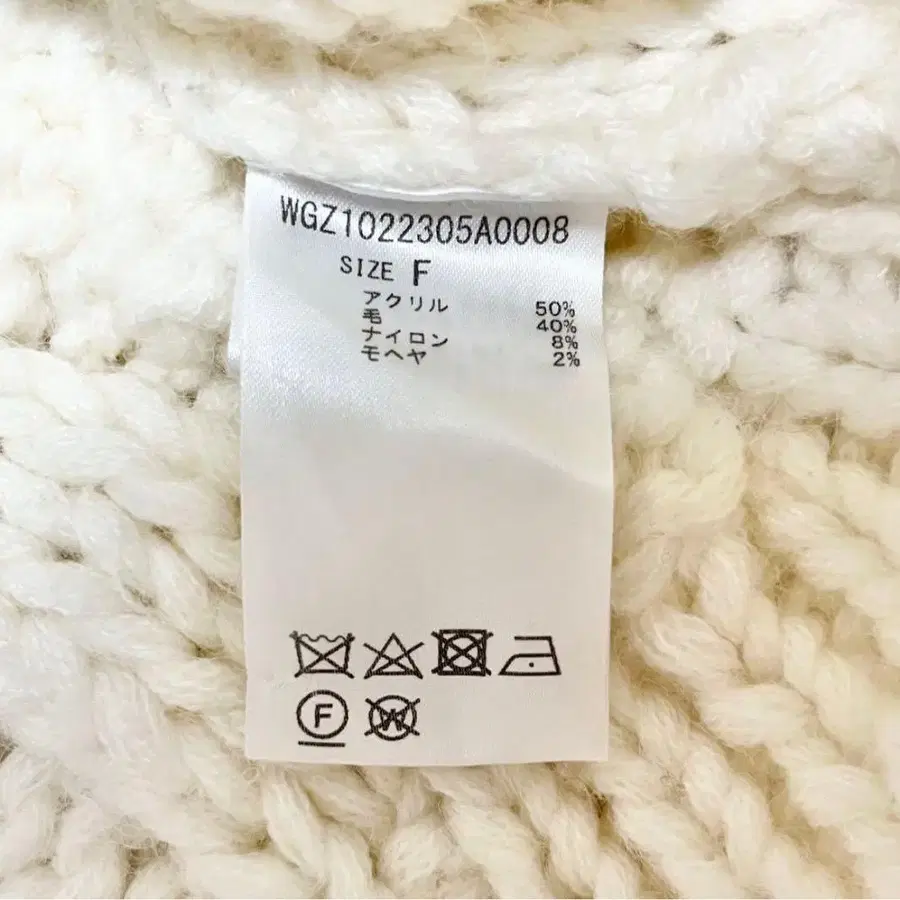 WGZ1022305A0008
SIZE F
アクリル 50%
毛 40%
ナイロン 8%
モヘヤ 2%
F
W